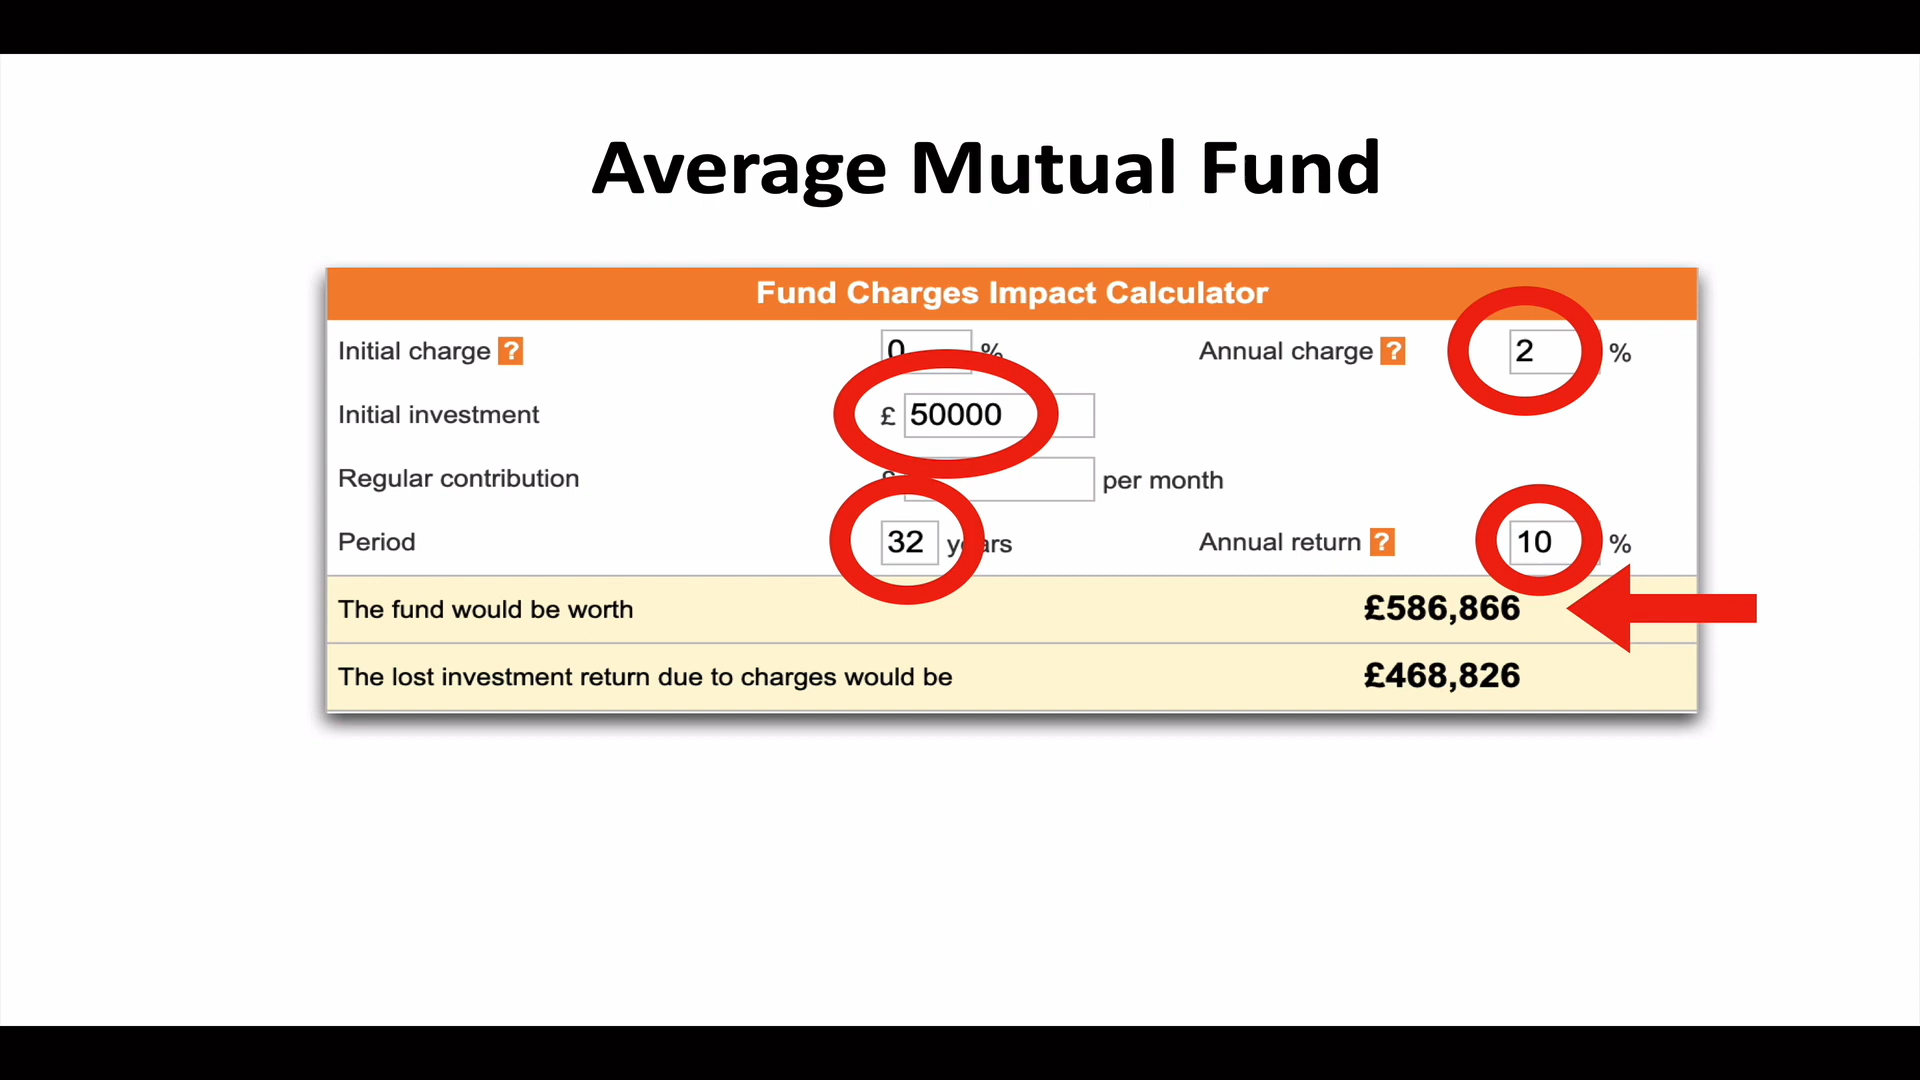 Average Mutual Fund
Fund Charges Impact Calculator
Initial charge ? 0 % Annual charge ? 2 %
Initial investment £ 50000
Regular contribution £ per month
Period 32 years Annual return ? 10 %
The fund would be worth £586,866
The lost investment return due to charges would be £468,826